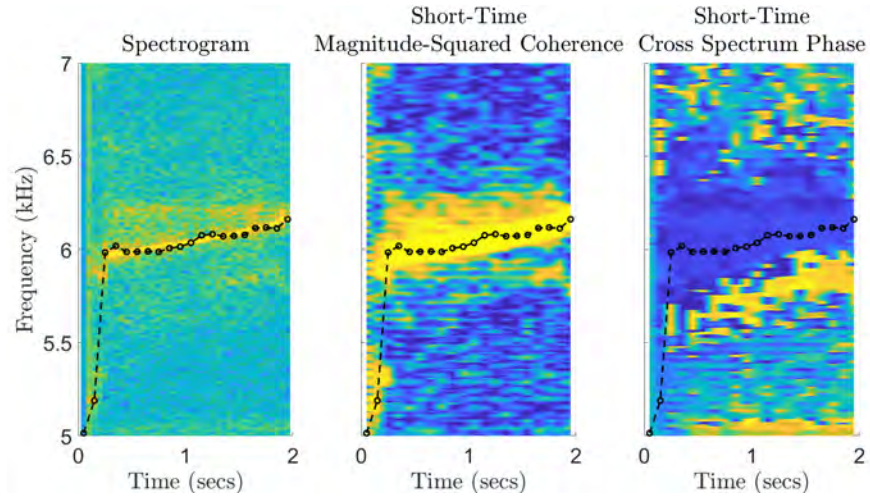 Spectrogram
Short-Time
Magnitude-Squared Coherence
Short-Time
Cross Spectrum Phase
Frequency (kHz)
7
6.5
6
5.5
5
0
1
2
Time (secs)
0
1
2
Time (secs)
0
1
2
Time (secs)